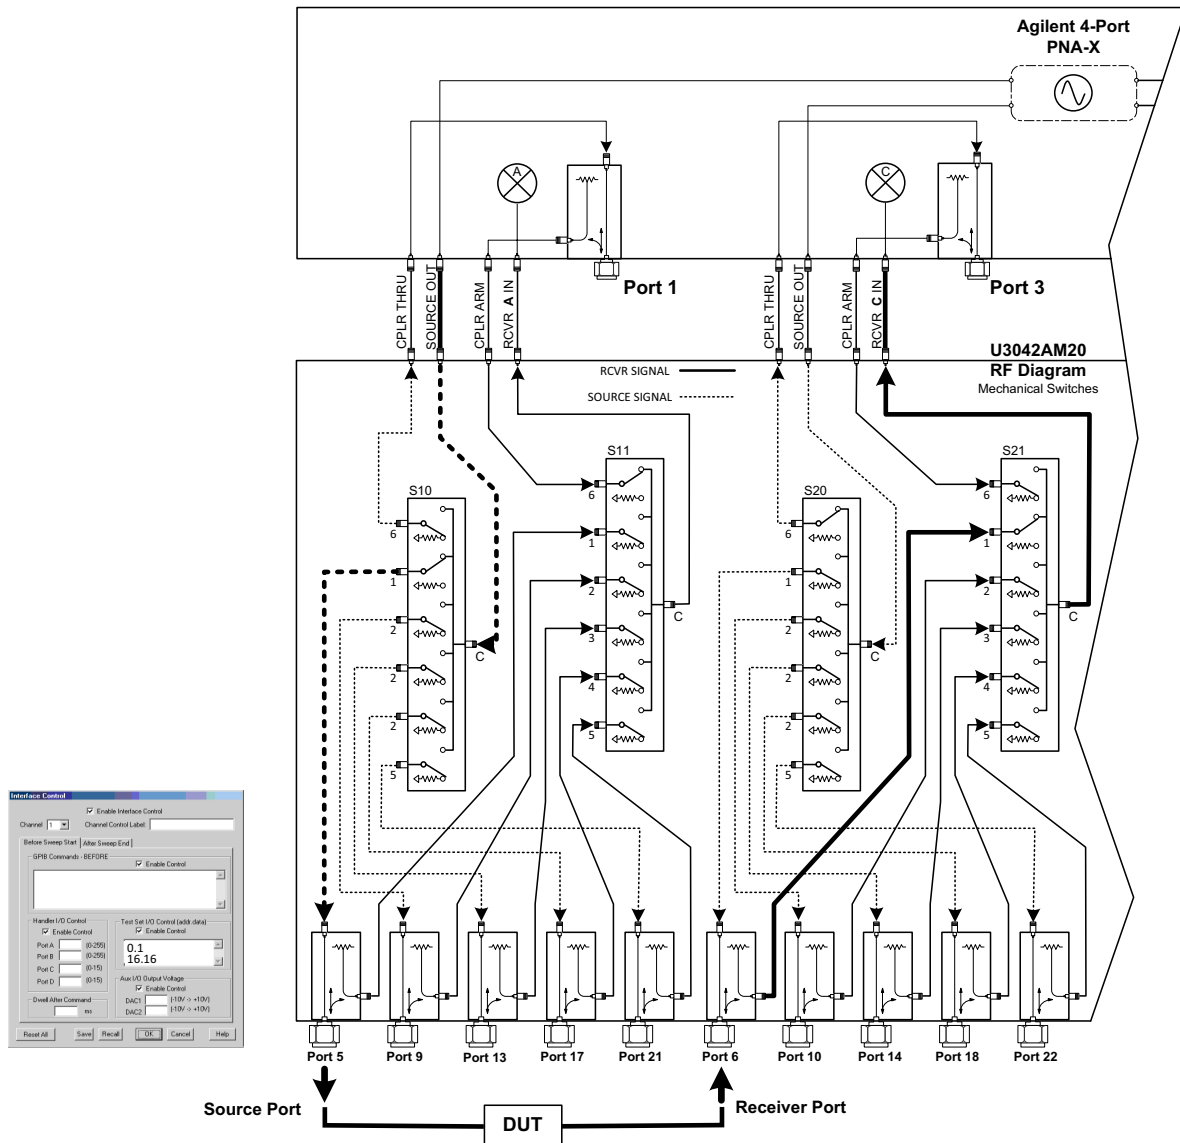 Agilent 4-Port
PNA-X
A
C
Port 1
Port 3
CPLR THRU
SOURCE OUT
CPLR ARM
RCVR A IN
CPLR THRU
SOURCE OUT
CPLR ARM
RCVR C IN
U3042AM20
RF Diagram
Mechanical Switches
RCVR SIGNAL
SOURCE SIGNAL
S10
6
1
2
2
2
5
C
S11
6
1
2
3
4
5
C
S20
6
1
2
2
2
5
C
S21
6
1
2
3
4
5
C
Interface Control
Enable Interface Control
Channel 1
Channel Control Label:
Before Sweep Start
After Sweep End
GPIB Commands - BEFORE
Enable Control
Handler I/O Control
Enable Control
Port A (0-255)
Port B (0-255)
Port C (0-15)
Port D (0-15)
Test Set I/O Control (addr.data)
Enable Control
0.1
16.16
Aux I/O Output Voltage
Enable Control
DAC1 (-10V -> +10V)
DAC2 (-10V -> +10V)
Dwell After Command
ms
Reset All
Save
Recall
OK
Cancel
Help
Port 5
Port 9
Port 13
Port 17
Port 21
Port 6
Port 10
Port 14
Port 18
Port 22
Source Port
DUT
Receiver Port